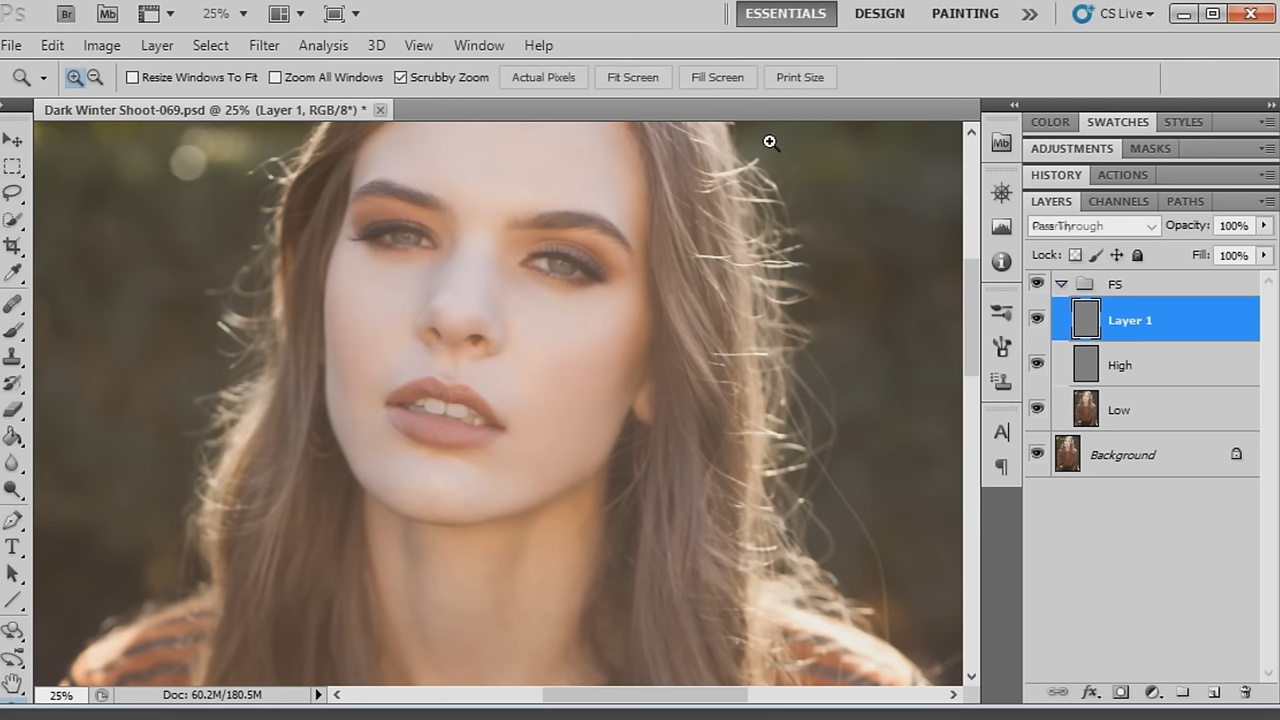 Ps Br Mb 25% ESSENTIALS DESIGN PAINTING CS Live
File Edit Image Layer Select Filter Analysis 3D View Window Help
Resize Windows To Fit Zoom All Windows Scrubby Zoom Actual Pixels Fit Screen Fill Screen Print Size
Dark Winter Shoot-069.psd @ 25% (Layer 1, RGB/8*) *
COLOR SWATCHES STYLES
Mb
ADJUSTMENTS MASKS
HISTORY ACTIONS
LAYERS CHANNELS PATHS
Through Opacity: 100%
Lock: Fill: 100%
FS
Layer 1
High
Low
Background
A
T
25% Doc: 60.2M/180.5M
fx